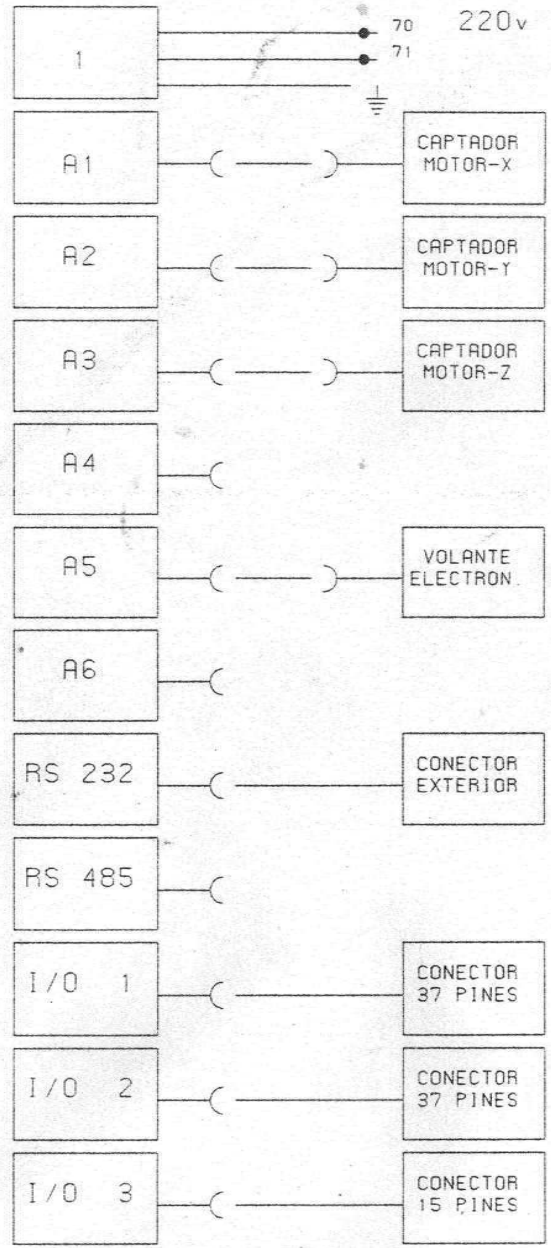 220v
70
1
71
A1
CAPTADOR
MOTOR-X
A2
CAPTADOR
MOTOR-Y
A3
CAPTADOR
MOTOR-Z
A4
A5
VOLANTE
ELECTRON.
A6
RS 232
CONECTOR
EXTERIOR
RS 485
I/O 1
CONECTOR
37 PINES
I/O 2
CONECTOR
37 PINES
I/O 3
CONECTOR
15 PINES